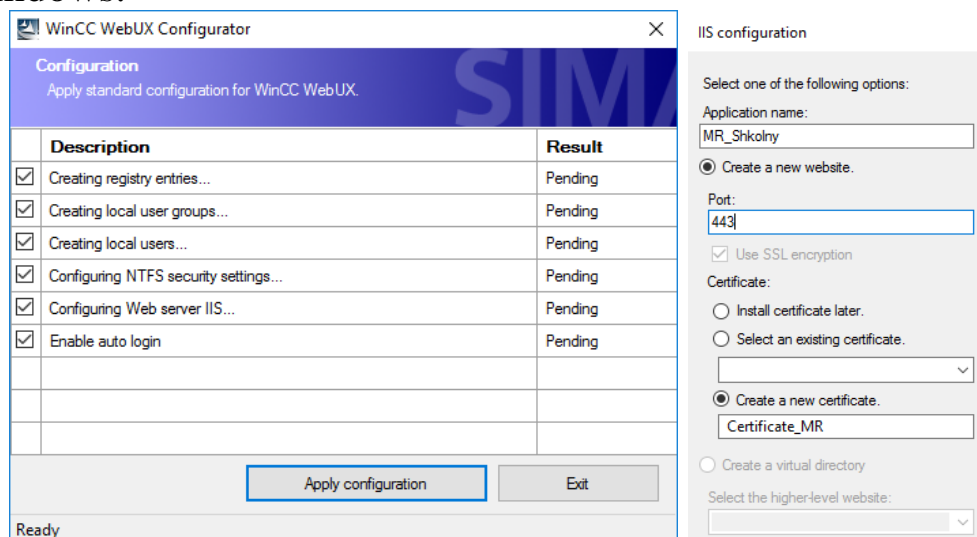 WinCC WebUX Configurator
Configuration
Apply standard configuration for WinCC WebUX.
Description Result
Creating registry entries... Pending
Creating local user groups... Pending
Creating local users... Pending
Configuring NTFS security settings... Pending
Configuring Web server IIS... Pending
Enable auto login Pending
Apply configuration Exit
Ready
IIS configuration
Select one of the following options:
Application name:
MR_Shkolny
Create a new website.
Port:
443
Use SSL encryption
Certificate:
Install certificate later.
Select an existing certificate.
Create a new certificate.
Certificate_MR
Create a virtual directory
Select the higher-level website: